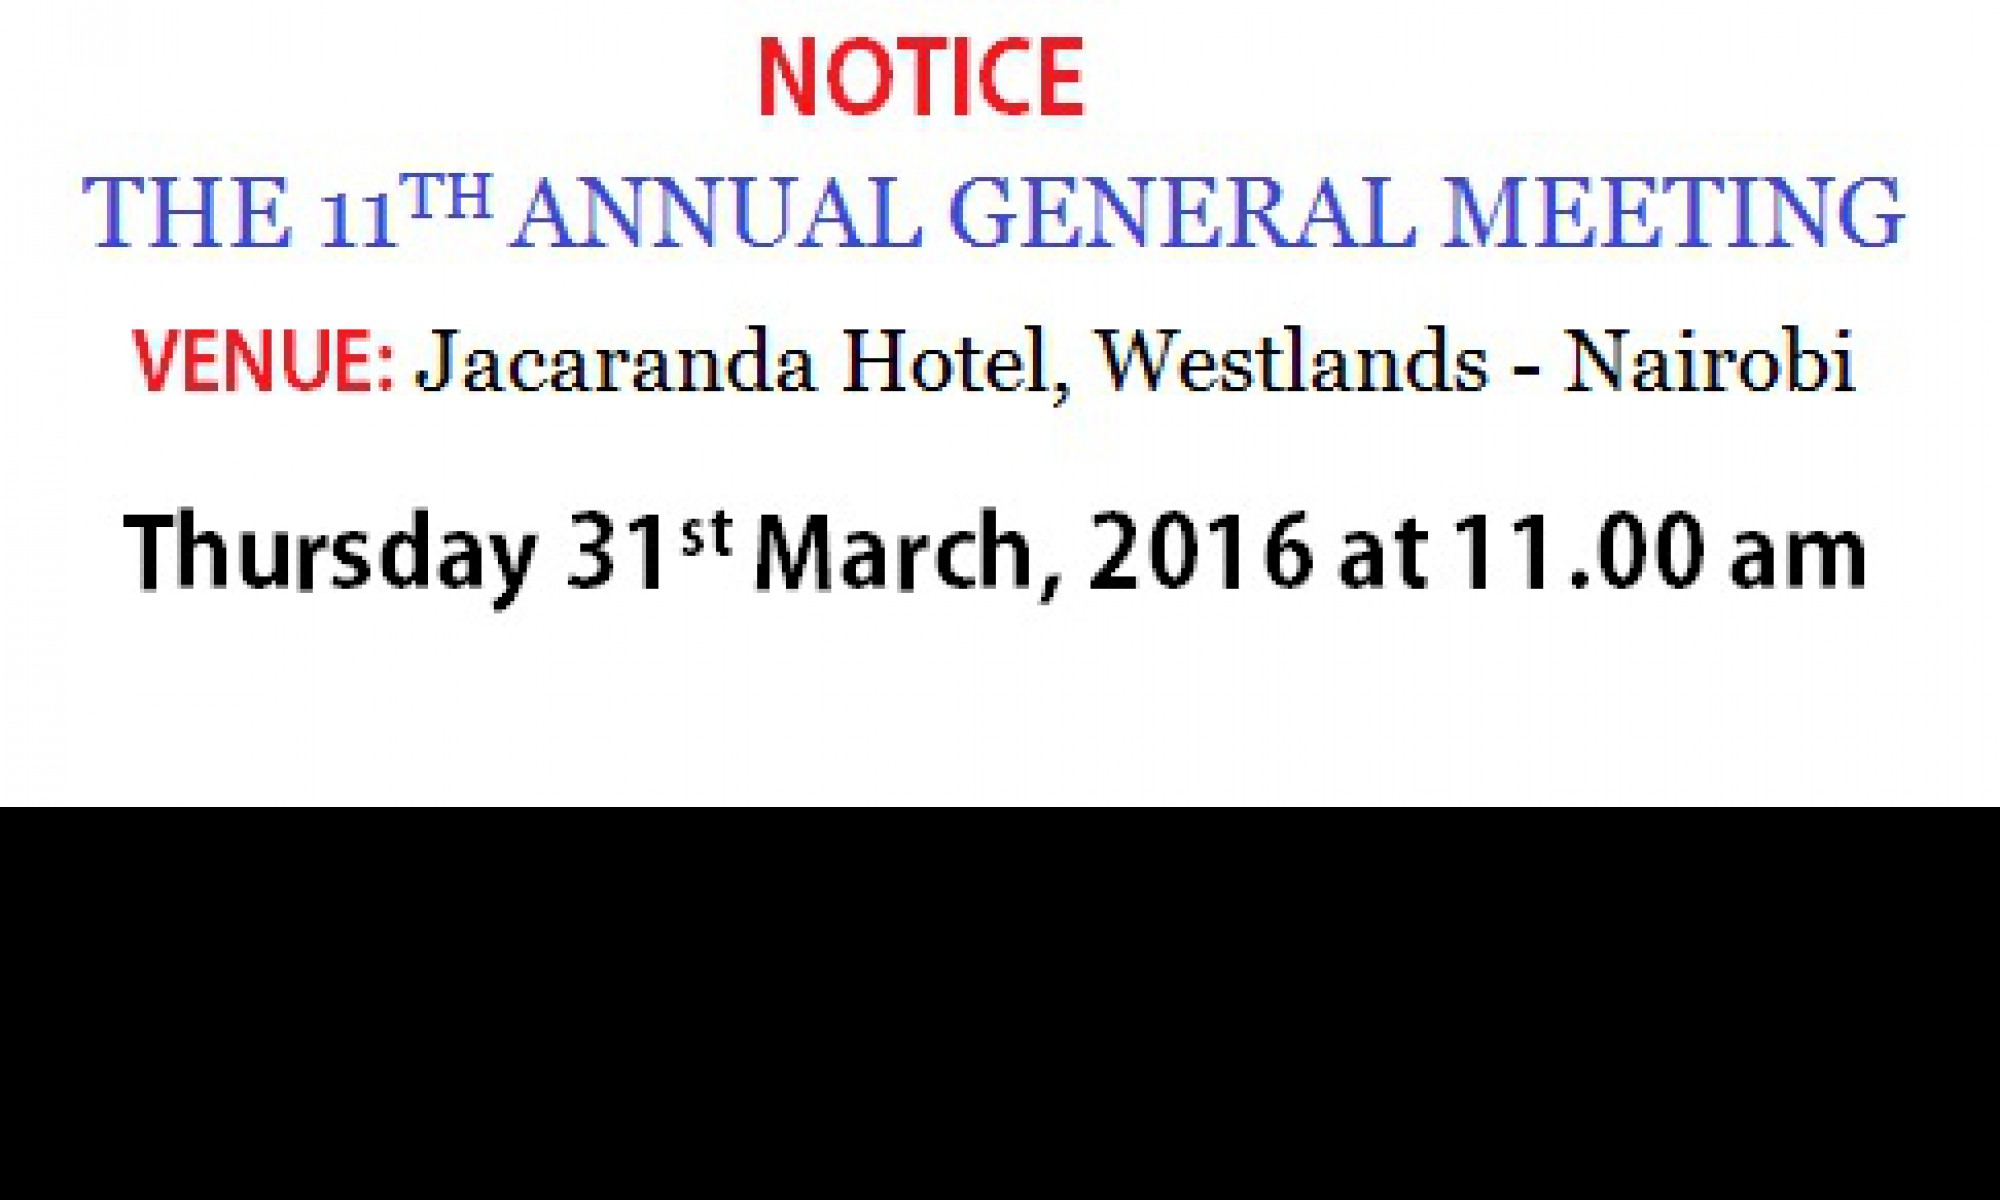 NOTICE
THE 11TH ANNUAL GENERAL MEETING
VENUE: Jacaranda Hotel, Westlands - Nairobi
Thursday 31st March, 2016 at 11.00 am